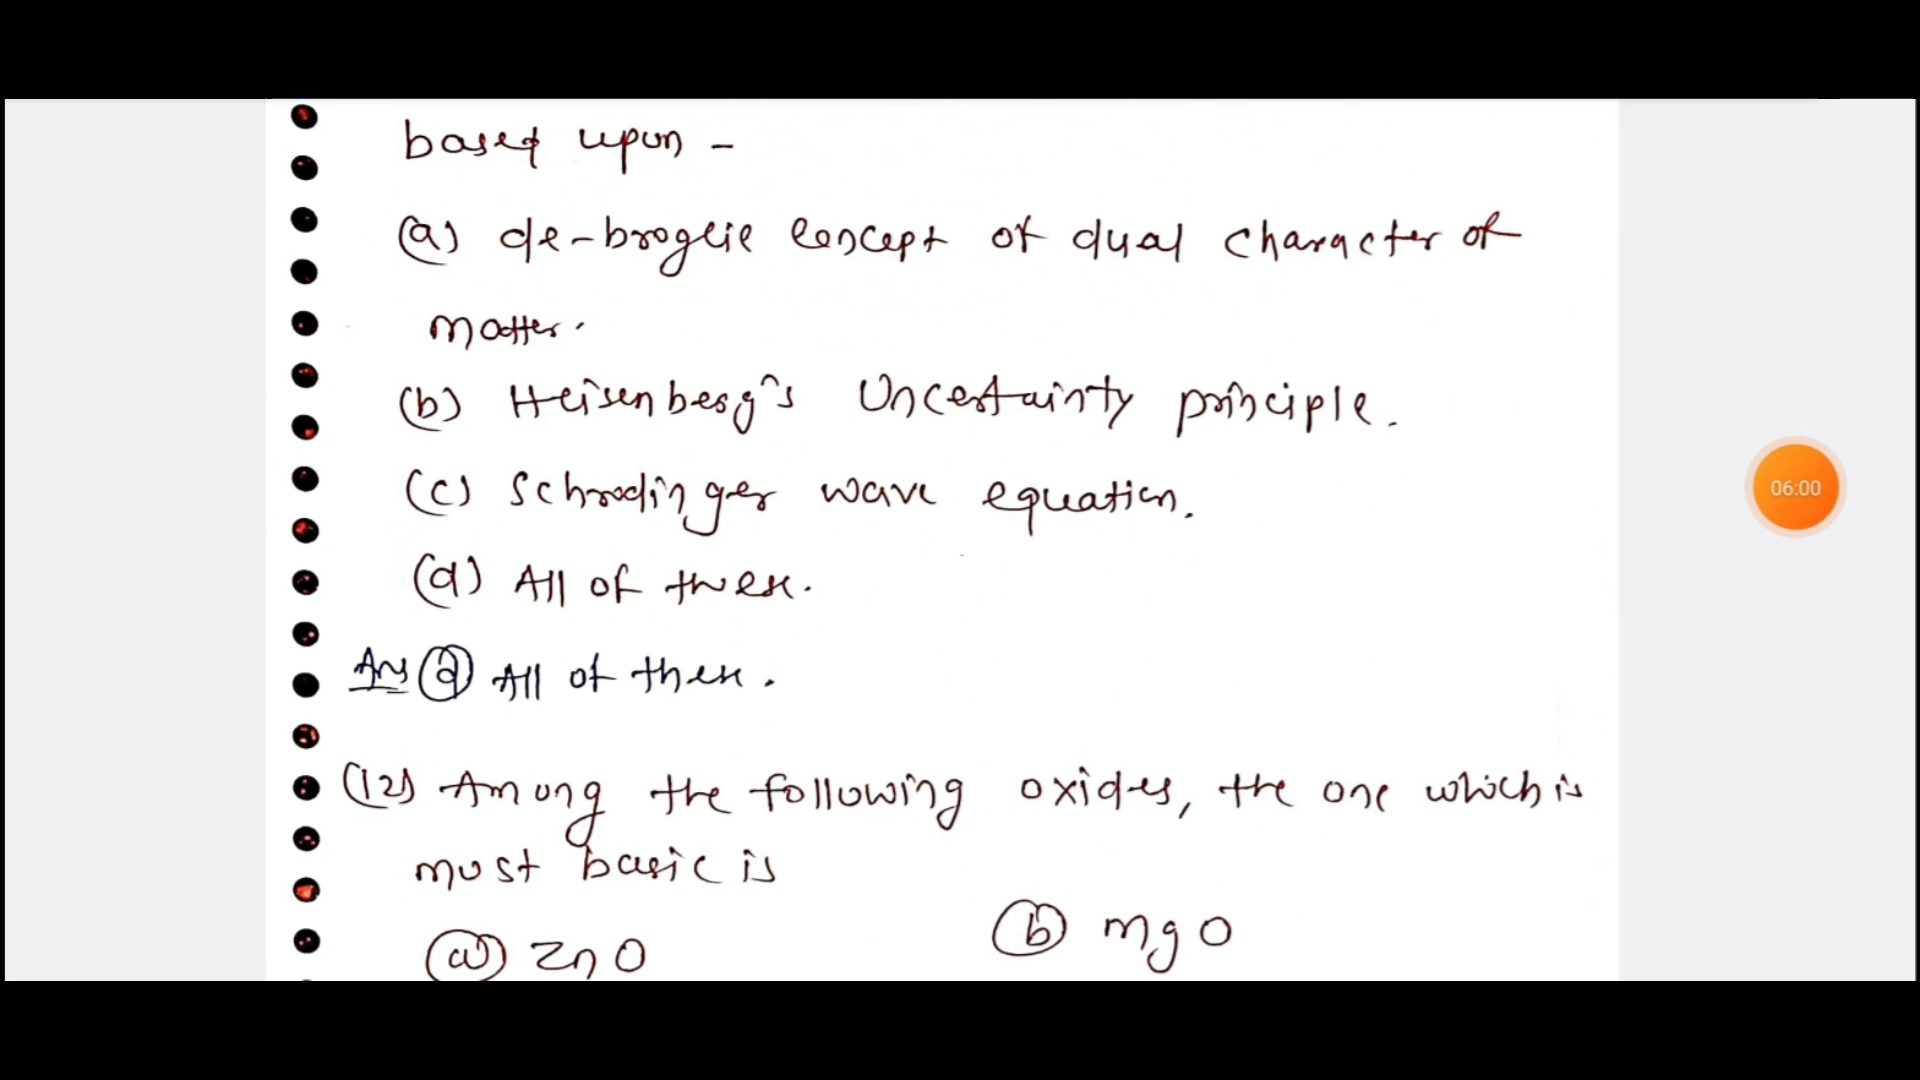 based upon -
(a) de-broglie concept of dual character of
matter.
(b) Heisenberg's Uncertainty principle.
(c) Schrodinger wave equation.
(d) All of these.
Ans (d) All of these.
(12) Among the following oxides, the one which is
most basic is
(a) ZnO (b) MgO
06:00